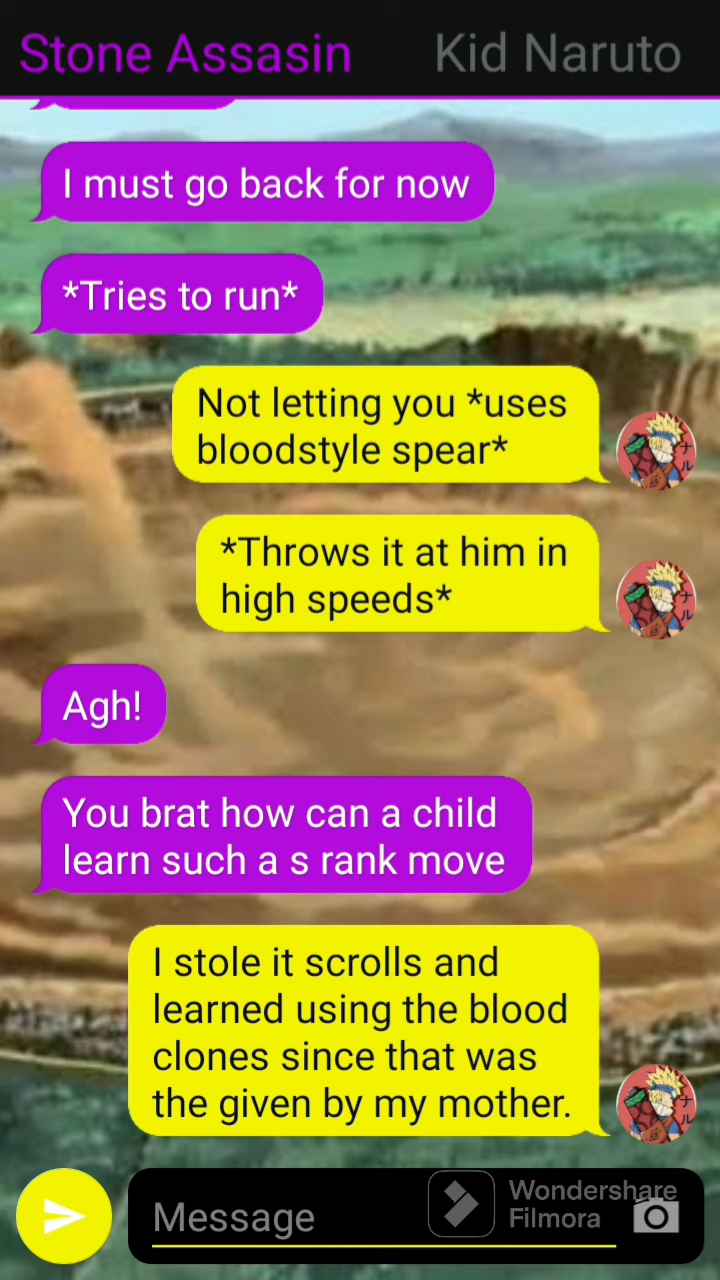 Stone Assasin Kid Naruto
I must go back for now
*Tries to run*
Not letting you *uses
bloodstyle spear*
*Throws it at him in
high speeds*
Agh!
You brat how can a child
learn such a s rank move
I stole it scrolls and
learned using the blood
clones since that was
the given by my mother.
Message
Wondershare
Filmora